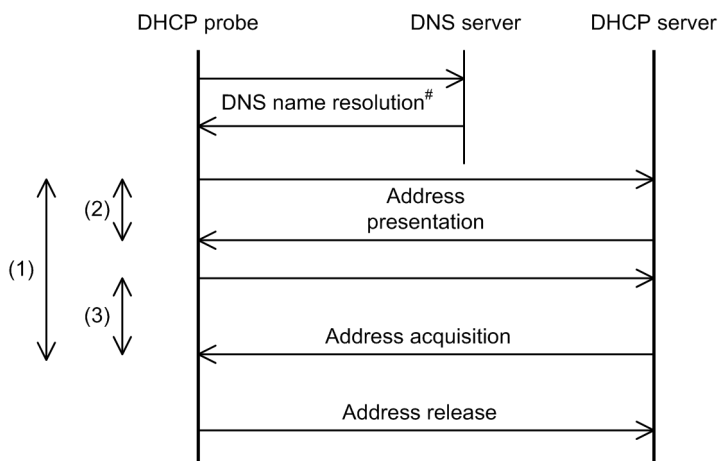 DHCP probe
DNS server
DHCP server
DNS name resolution#
Address
presentation
(2)
(1)
(3)
Address acquisition
Address release